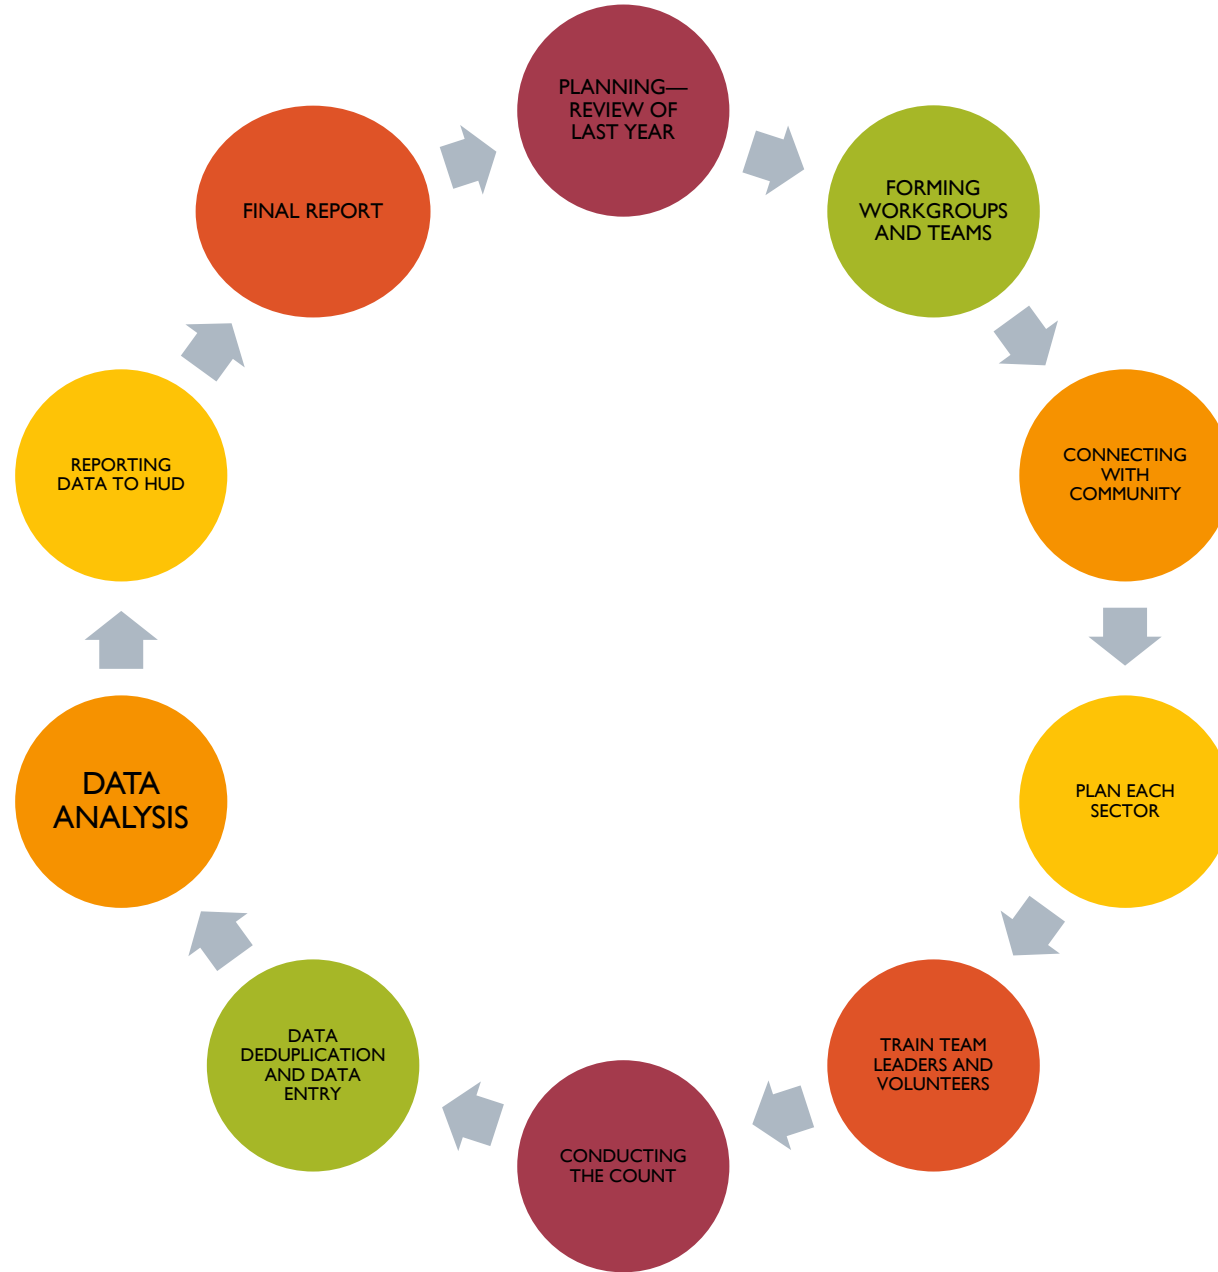 PLANNING—
REVIEW OF
LAST YEAR
FORMING
WORKGROUPS
AND TEAMS
CONNECTING
WITH
COMMUNITY
PLAN EACH
SECTOR
TRAIN TEAM
LEADERS AND
VOLUNTEERS
CONDUCTING
THE COUNT
DATA
DEDUPLICATION
AND DATA
ENTRY
DATA
ANALYSIS
REPORTING
DATA TO HUD
FINAL REPORT